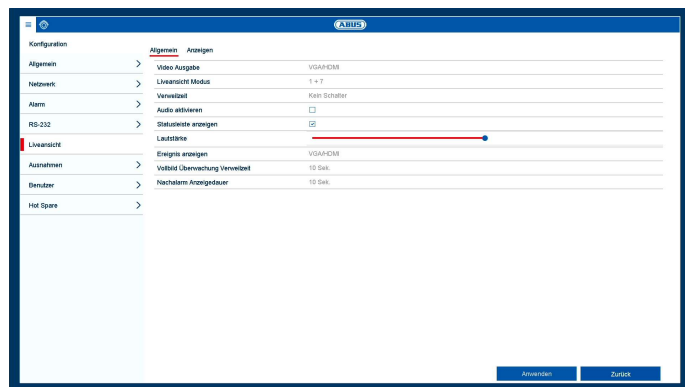 ABUS
Konfiguration
Allgemein
Netzwerk
Alarm
RS-232
Liveansicht
Ausnahmen
Benutzer
Hot Spare
Allgemein Anzeigen
Video Ausgabe VGA/HDMI
Liveansicht Modus 1 + 7
Verweilzeit Kein Schalter
Audio aktivieren
Statusleiste anzeigen
Lautstärke
Ereignis anzeigen VGA/HDMI
Vollbild Überwachung Verweilzeit 10 Sek.
Nachalarm Anzeigedauer 10 Sek.
Anwenden Zurück